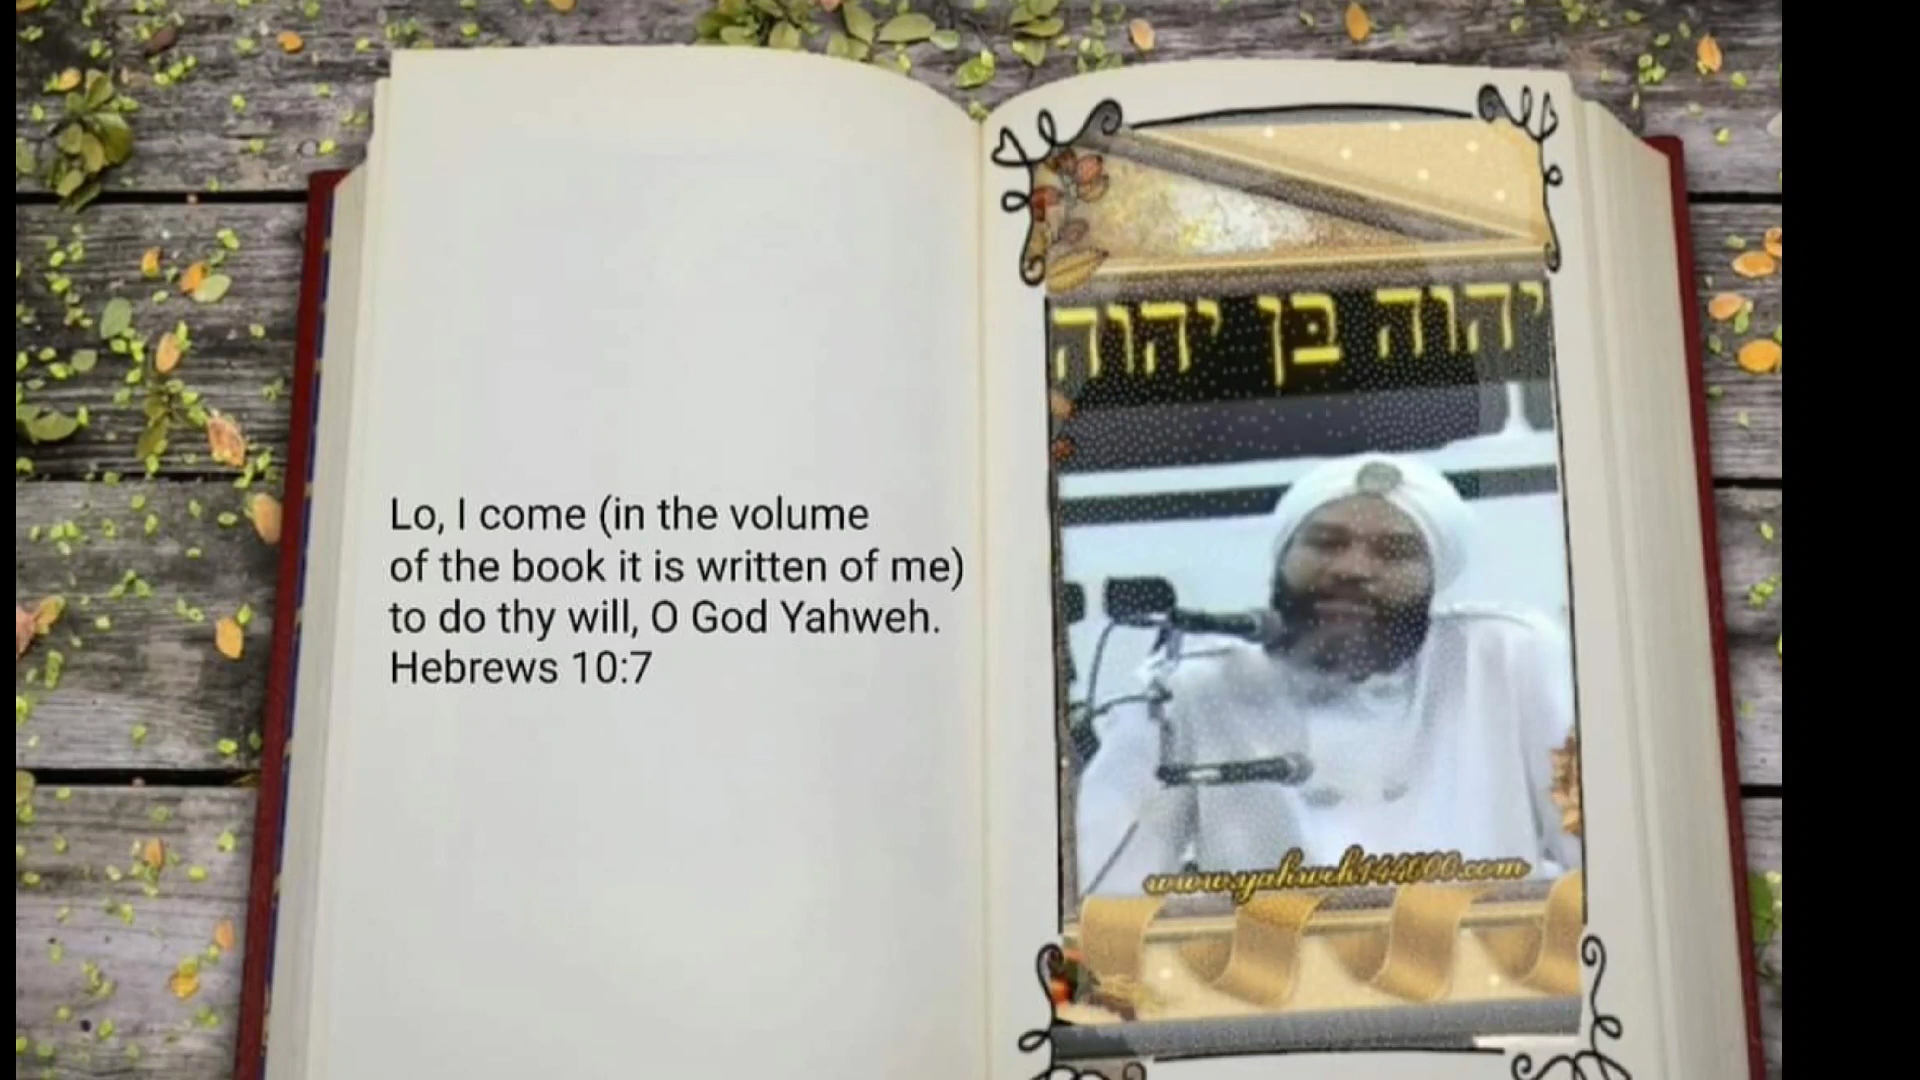 Lo, I come (in the volume
of the book it is written of me)
to do thy will, O God Yahweh.
Hebrews 10:7
יהוה בן יהוה
www.yahweh144000.com